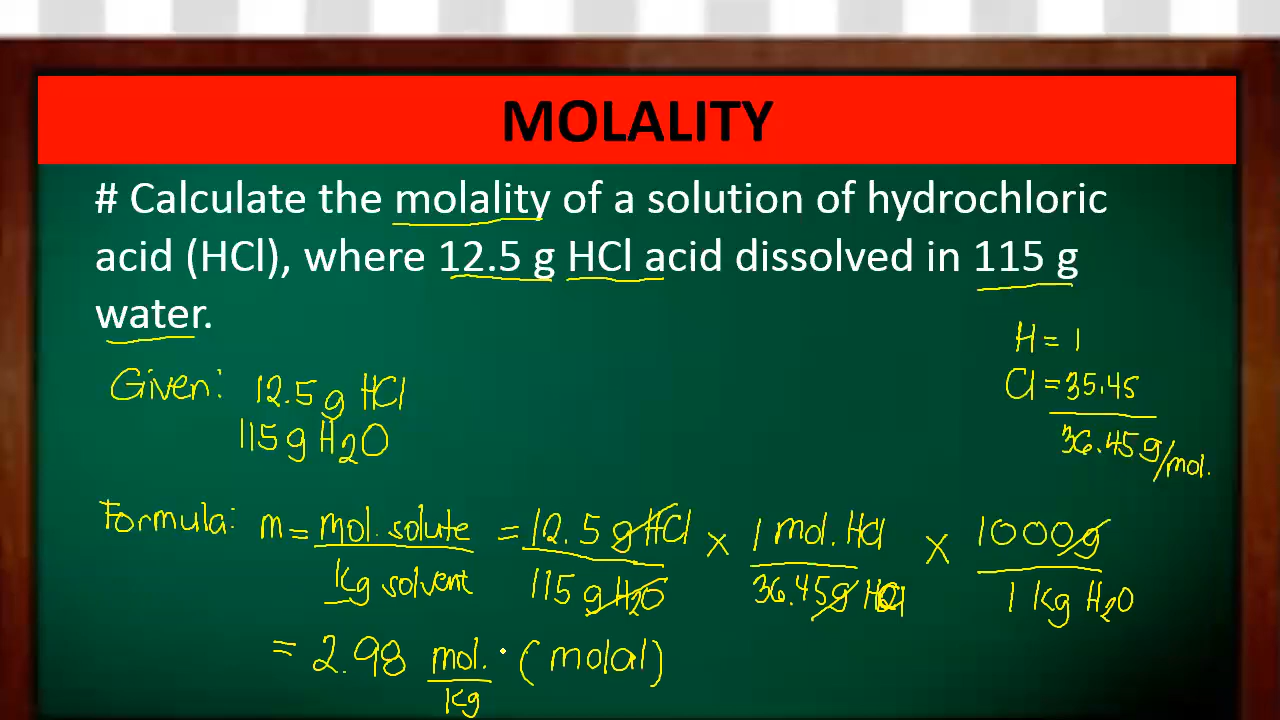 MOLALITY
# Calculate the molality of a solution of hydrochloric
acid (HCl), where 12.5 g HCl acid dissolved in 115 g
water.
H = 1
Cl = 35.45
36.45 g/mol.
Given: 12.5 g HCl
115 g H2O
Formula: m = mol. solute / kg solvent = 12.5 g HCl / 115 g H2O × 1 mol. HCl / 36.45 g HCl × 1000 g / 1 kg H2O
= 2.98 mol. / kg . (molal)